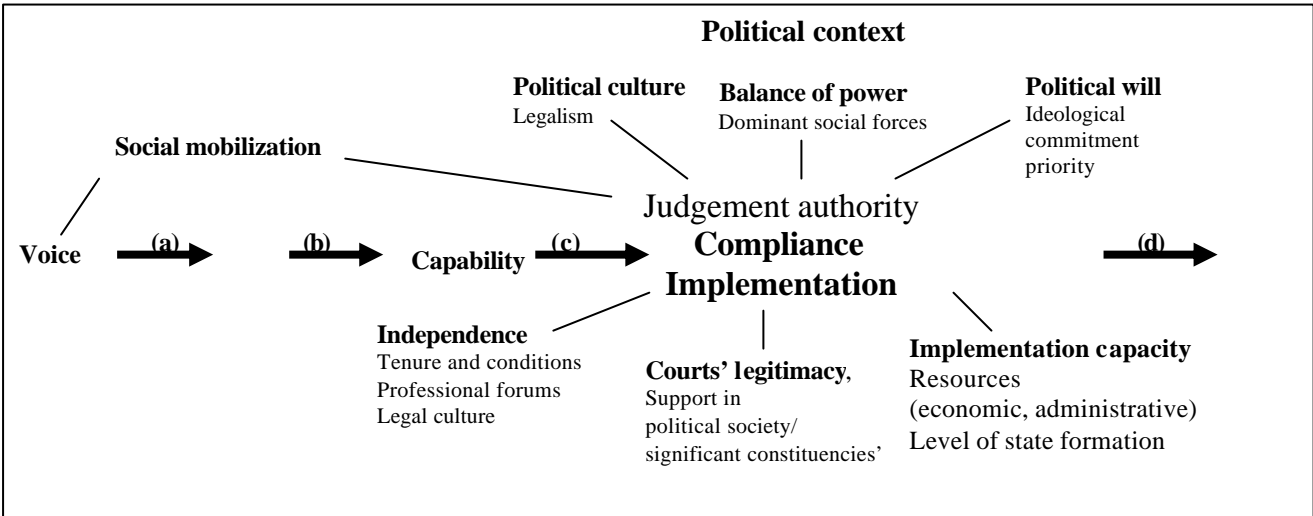 Political context
Political culture
Legalism
Balance of power
Dominant social forces
Political will
Ideological
commitment
priority
Social mobilization
Judgement authority
Voice
(a)
(b)
Capability
(c)
Compliance
Implementation
(d)
Independence
Tenure and conditions
Professional forums
Legal culture
Courts’ legitimacy,
Support in
political society/
significant constituencies’
Implementation capacity
Resources
(economic, administrative)
Level of state formation